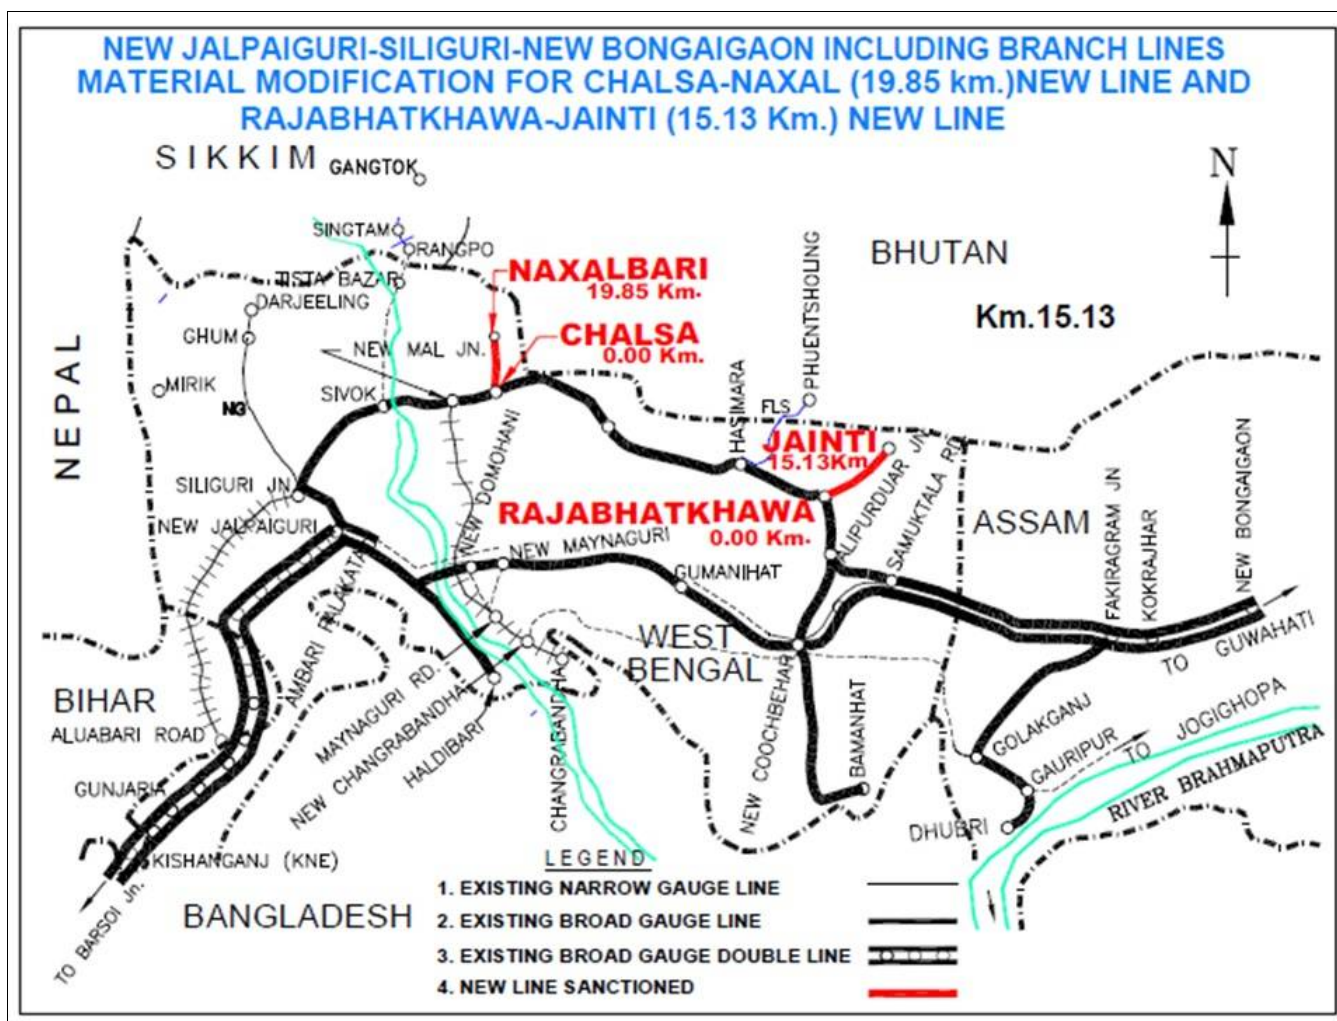 NEW JALPAIGURI-SILIGURI-NEW BONGAIGAON INCLUDING BRANCH LINES
MATERIAL MODIFICATION FOR CHALSA-NAXAL (19.85 km.)NEW LINE AND
RAJABHATKHAWA-JAINTI (15.13 Km.) NEW LINE
SIKKIM
GANGTOK
N
SINGTAM
RANGPO
BHUTAN
PHUENTSHOLING
NAXALBARI
19.85 Km.
TISTA BAZAR
DARJEELING
Km.15.13
GHUM
CHALSA
0.00 Km.
NEW MAL JN.
NEPAL
MIRIK
SIVOK
HASIMARA
FLS
NEW DOMOHANI
JAINTI
15.13Km
ALIPURDUAR JN.
SAMUKTALA RD.
SILIGURI JN.
NEW JALPAIGURI
RAJABHATKHAWA
0.00 Km.
ASSAM
NEW MAYNAGURI
GUMANIHAT
FAKIRAGRAM JN
KOKRAJHAR
NEW BONGAIGAON
AMBARI FALAKATA
WEST
BENGAL
TO GUWAHATI
BIHAR
ALUABARI ROAD
MAYNAGURI RD.
NEW CHANGRABANDHA
HALDIBARI
CHANGRABANDHA
NEW COOCHBEHAR
BAMANHAT
GOLAKGANJ
GAURIPUR
TO JOGIGHOPA
RIVER BRAHMAPUTRA
GUNJARIA
DHUBRI
KISHANGANJ (KNE)
TO BARSOI Jn.
BANGLADESH
LEGEND
1. EXISTING NARROW GAUGE LINE
2. EXISTING BROAD GAUGE LINE
3. EXISTING BROAD GAUGE DOUBLE LINE
4. NEW LINE SANCTIONED